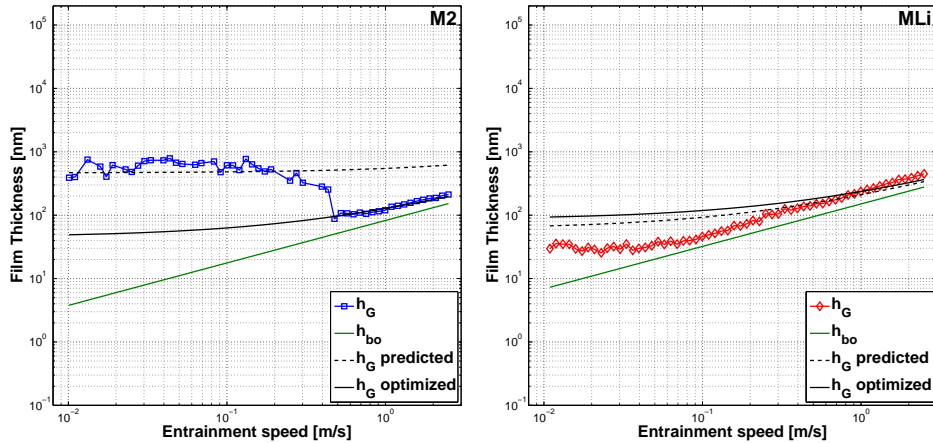 M2
Film Thickness [nm]
10^5
10^4
10^3
10^2
10^1
10^0
10^-1
h_G
h_bo
h_G predicted
h_G optimized
10^-2
10^-1
10^0
Entrainment speed [m/s]
MLi
Film Thickness [nm]
10^5
10^4
10^3
10^2
10^1
10^0
10^-1
h_G
h_bo
h_G predicted
h_G optimized
10^-2
10^-1
10^0
Entrainment speed [m/s]